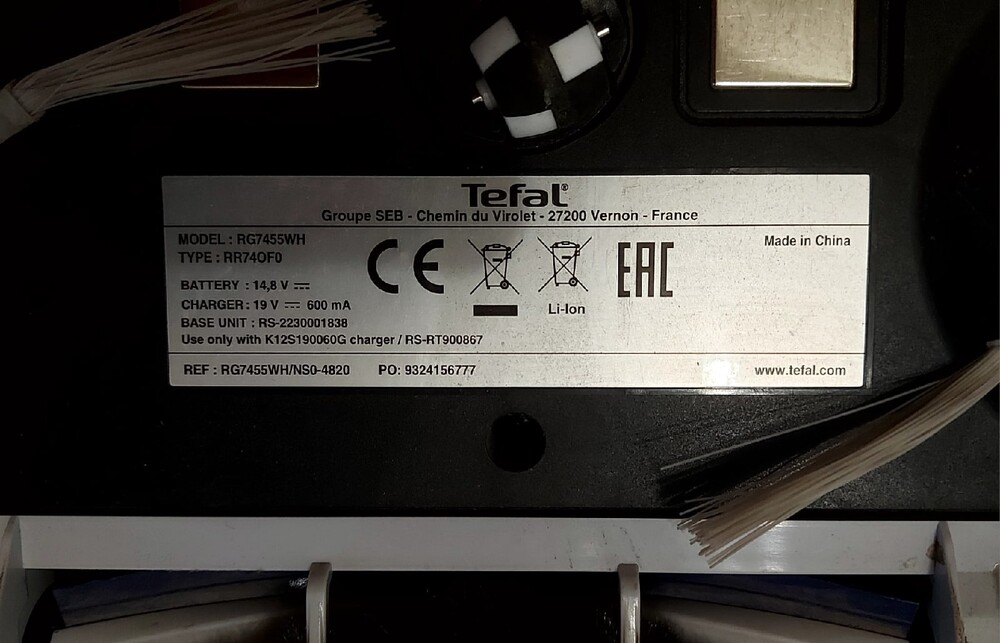 Tefal®
Groupe SEB - Chemin du Virolet - 27200 Vernon - France
MODEL : RG7455WH
TYPE : RR74OF0
Made in China
CE
EAC
BATTERY : 14,8 V ⎓
CHARGER : 19 V ⎓ 600 mA
Li-Ion
BASE UNIT : RS-2230001838
Use only with K12S190060G charger / RS-RT900867
REF : RG7455WH/NS0-4820 PO: 9324156777
www.tefal.com